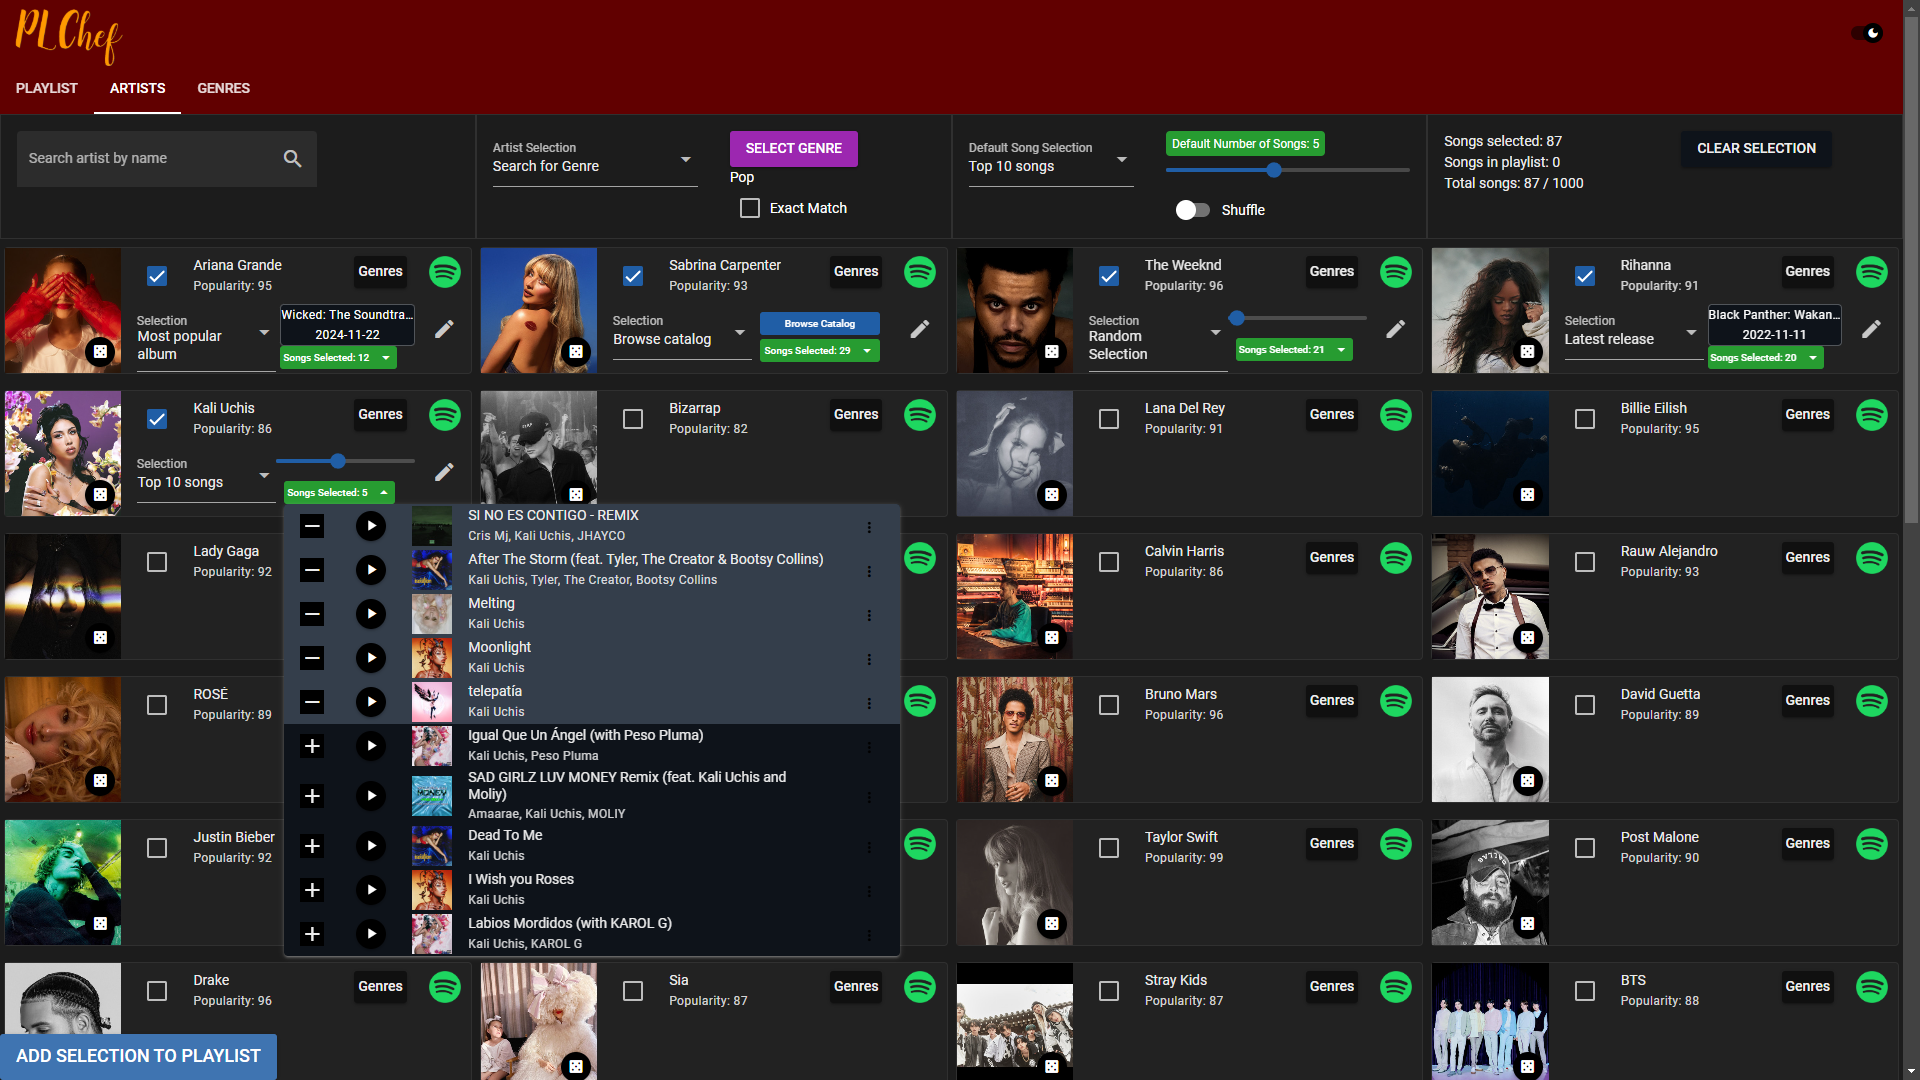 PLChef
PLAYLIST
ARTISTS
GENRES
Search artist by name
Artist Selection
Search for Genre
SELECT GENRE
Pop
Exact Match
Default Song Selection
Top 10 songs
Default Number of Songs: 5
Shuffle
Songs selected: 87
Songs in playlist: 0
Total songs: 87 / 1000
CLEAR SELECTION
Ariana Grande
Popularity: 95
Genres
Selection
Most popular
album
Wicked: The Soundtra...
2024-11-22
Songs Selected: 12
Sabrina Carpenter
Popularity: 93
Genres
Selection
Browse catalog
Browse Catalog
Songs Selected: 29
The Weeknd
Popularity: 96
Genres
Selection
Random
Selection
Songs Selected: 21
Rihanna
Popularity: 91
Genres
Selection
Latest release
Black Panther: Wakan...
2022-11-11
Songs Selected: 20
Kali Uchis
Popularity: 86
Genres
Selection
Top 10 songs
Songs Selected: 5
Bizarrap
Popularity: 82
Genres
Lana Del Rey
Popularity: 91
Genres
Billie Eilish
Popularity: 95
Genres
SI NO ES CONTIGO - REMIX
Cris Mj, Kali Uchis, JHAYCO
After The Storm (feat. Tyler, The Creator & Bootsy Collins)
Kali Uchis, Tyler, The Creator, Bootsy Collins
Melting
Kali Uchis
Moonlight
Kali Uchis
telepatía
Kali Uchis
Igual Que Un Ángel (with Peso Pluma)
Kali Uchis, Peso Pluma
SAD GIRLZ LUV MONEY Remix (feat. Kali Uchis and
Moliy)
Amaarae, Kali Uchis, MOLIY
Dead To Me
Kali Uchis
I Wish you Roses
Kali Uchis
Labios Mordidos (with KAROL G)
Kali Uchis, KAROL G
Lady Gaga
Popularity: 92
Calvin Harris
Popularity: 86
Genres
Rauw Alejandro
Popularity: 93
Genres
ROSÉ
Popularity: 89
Bruno Mars
Popularity: 96
Genres
David Guetta
Popularity: 89
Genres
Justin Bieber
Popularity: 92
Taylor Swift
Popularity: 99
Genres
Post Malone
Popularity: 90
Genres
Drake
Popularity: 96
Genres
Sia
Popularity: 87
Genres
Stray Kids
Popularity: 87
Genres
BTS
Popularity: 88
Genres
ADD SELECTION TO PLAYLIST